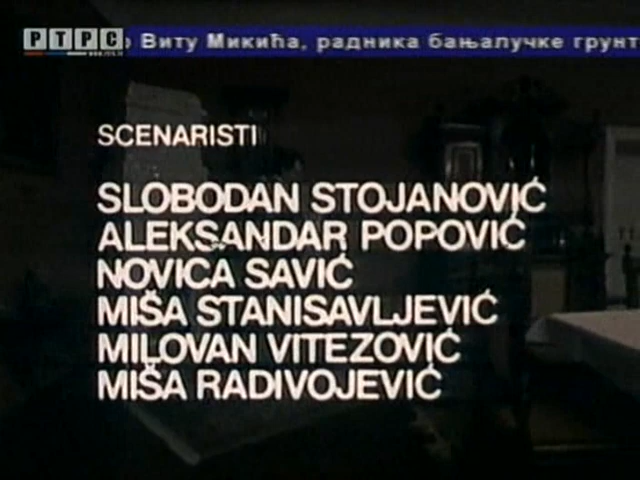 РТРС
Виту Микића, радника бањалучке грунт
SCENARISTI
SLOBODAN STOJANOVIĆ
ALEKSANDAR POPOVIĆ
NOVICA SAVIĆ
MIŠA STANISAVLJEVIĆ
MILOVAN VITEZOVIĆ
MIŠA RADIVOJEVIĆ